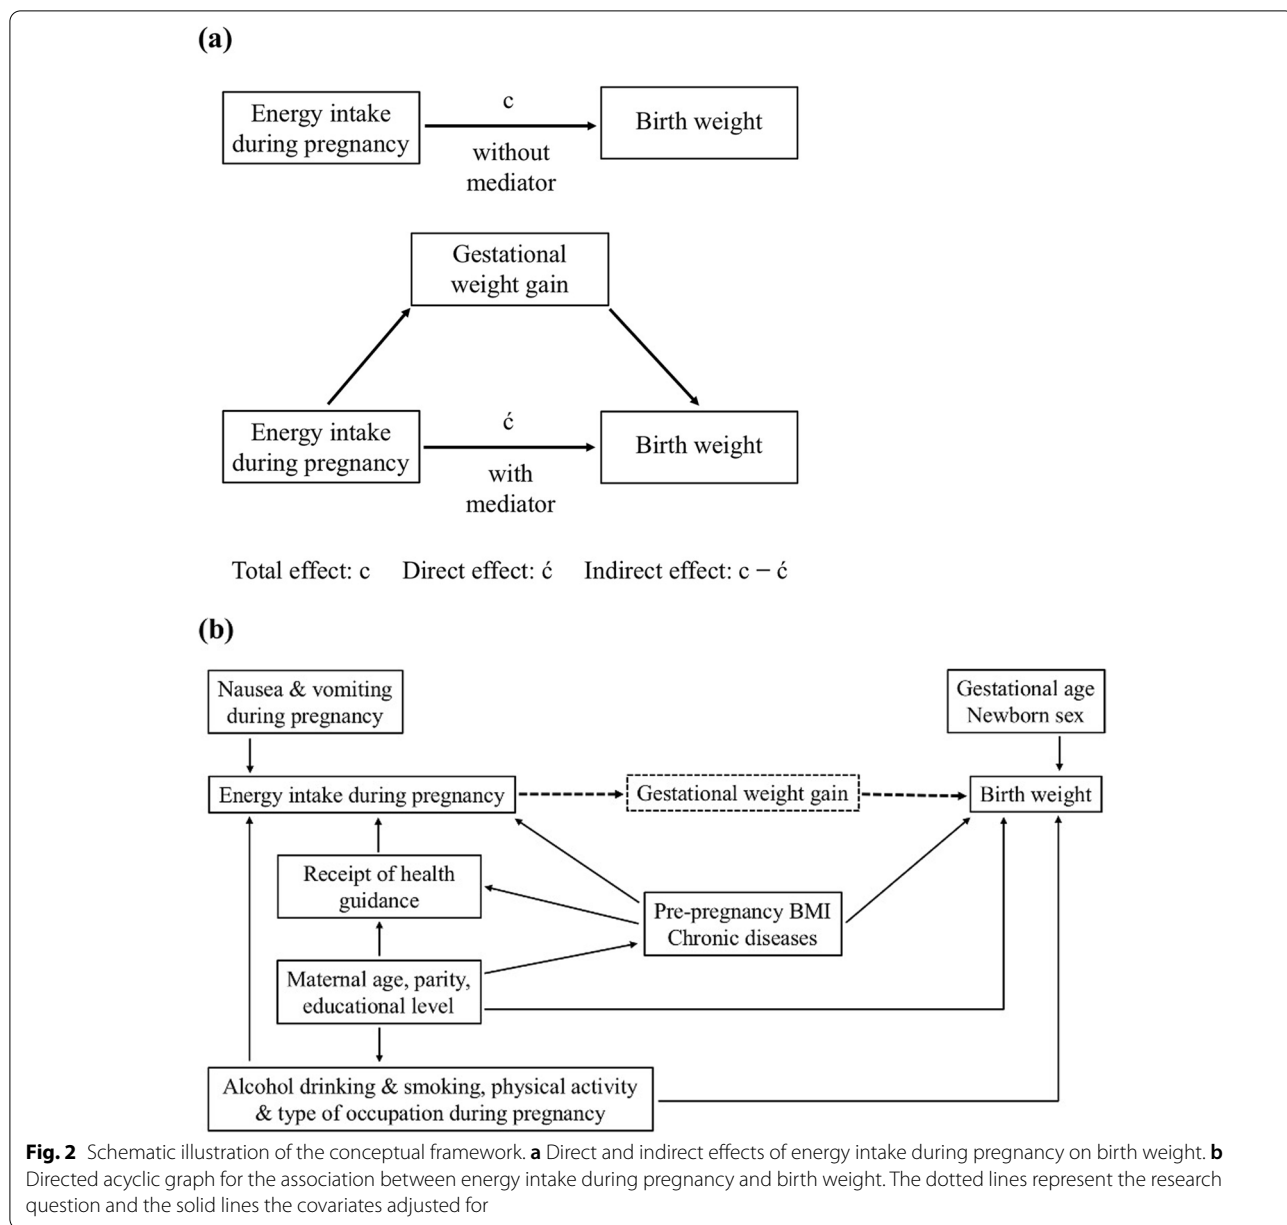 (a)
Energy intake
during pregnancy
c
without
mediator
Birth weight
Gestational
weight gain
Energy intake
during pregnancy
ć
with
mediator
Birth weight
Total effect: c Direct effect: ć Indirect effect: c − ć
(b)
Nausea & vomiting
during pregnancy
Gestational age
Newborn sex
Energy intake during pregnancy
Gestational weight gain
Birth weight
Receipt of health
guidance
Pre-pregnancy BMI
Chronic diseases
Maternal age, parity,
educational level
Alcohol drinking & smoking, physical activity
& type of occupation during pregnancy
Fig. 2 Schematic illustration of the conceptual framework. a Direct and indirect effects of energy intake during pregnancy on birth weight. b
Directed acyclic graph for the association between energy intake during pregnancy and birth weight. The dotted lines represent the research
question and the solid lines the covariates adjusted for